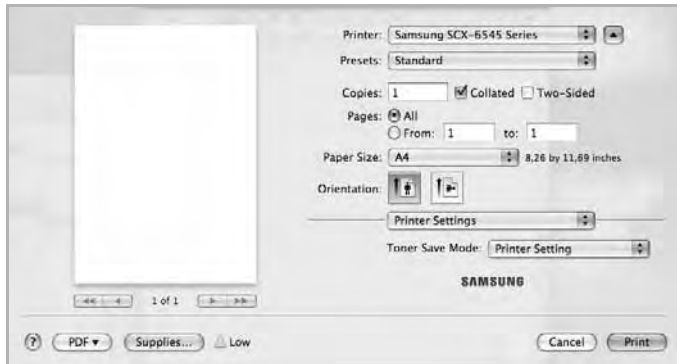 Printer: Samsung SCX-6545 Series
Presets: Standard
Copies: 1 Collated Two-Sided
Pages: All
From: 1 to: 1
Paper Size: A4 8,26 by 11,69 inches
Orientation:
Printer Settings
Toner Save Mode: Printer Setting
SAMSUNG
1 of 1
? PDF Supplies... Low Cancel Print